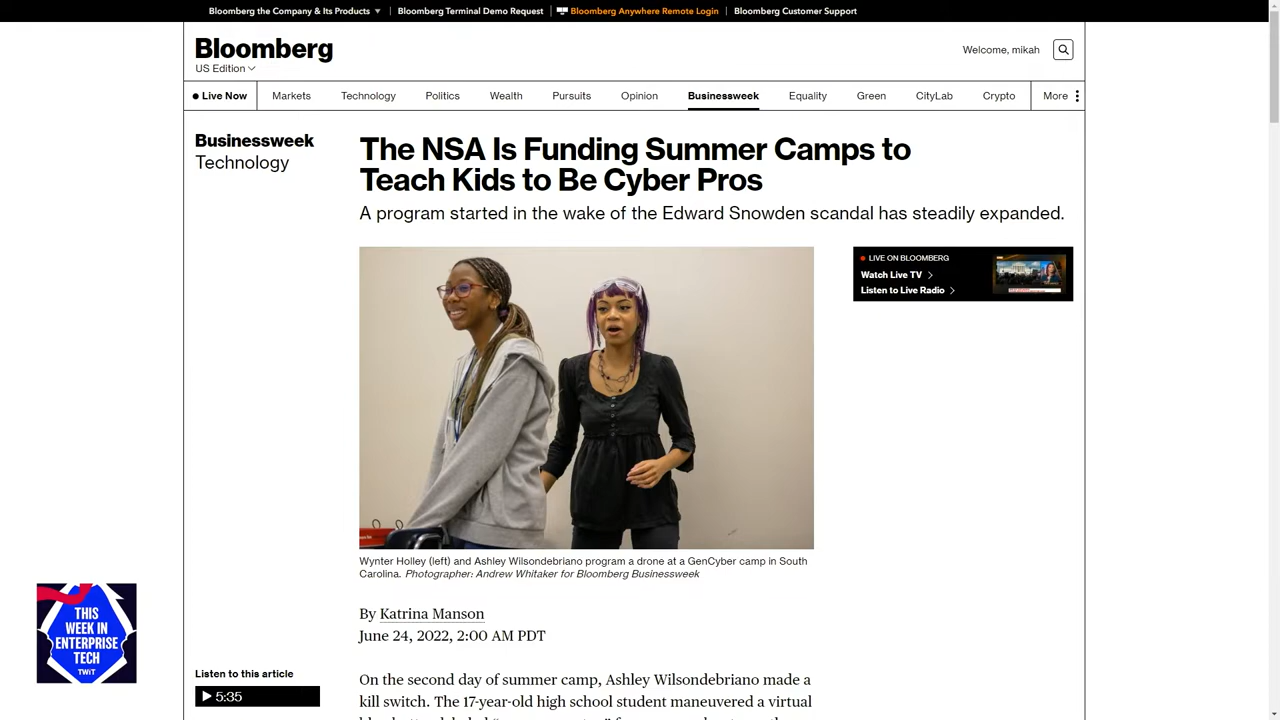 Bloomberg the Company & Its Products
Bloomberg Terminal Demo Request
Bloomberg Anywhere Remote Login
Bloomberg Customer Support
Bloomberg
US Edition
Welcome, mikah
Live Now
Markets
Technology
Politics
Wealth
Pursuits
Opinion
Businessweek
Equality
Green
CityLab
Crypto
More
Businessweek
Technology
The NSA Is Funding Summer Camps to
Teach Kids to Be Cyber Pros
A program started in the wake of the Edward Snowden scandal has steadily expanded.
LIVE ON BLOOMBERG
Watch Live TV
Listen to Live Radio
Wynter Holley (left) and Ashley Wilsondebriano program a drone at a GenCyber camp in South
Carolina. Photographer: Andrew Whitaker for Bloomberg Businessweek
By Katrina Manson
June 24, 2022, 2:00 AM PDT
THIS
WEEK IN
ENTERPRISE
TECH
TWiT
Listen to this article
5:35
On the second day of summer camp, Ashley Wilsondebriano made a
kill switch. The 17-year-old high school student maneuvered a virtual